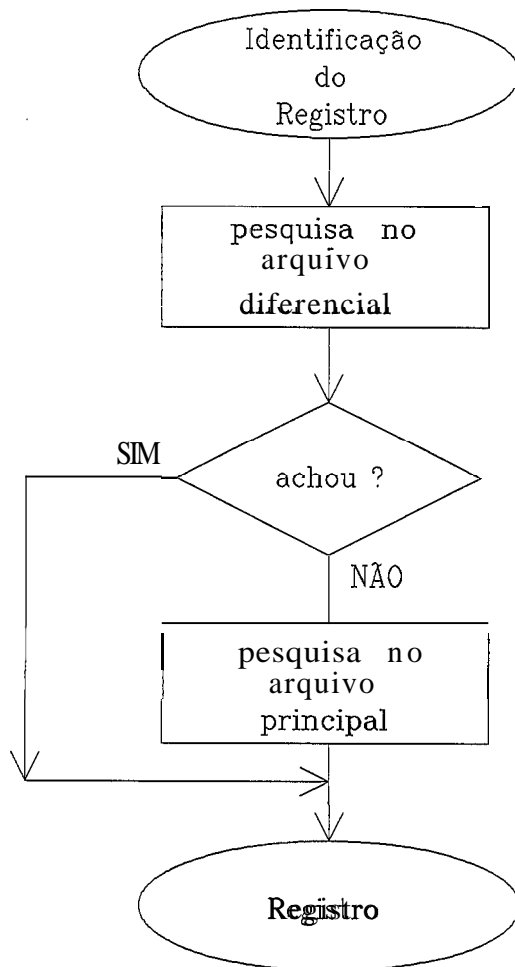 Identificação
do
Registro
pesquisa no
arquivo
diferencial
SIM
achou ?
NÃO
pesquisa no
arquivo
principal
Registro